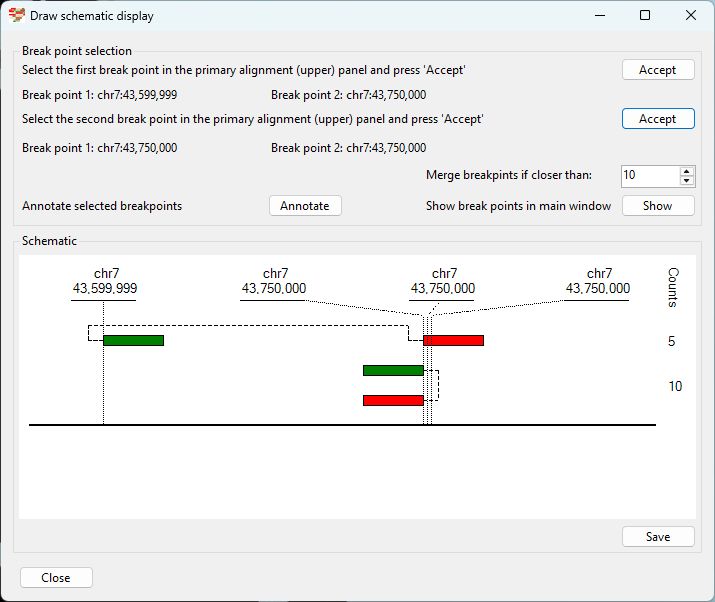 Draw schematic display
Break point selection
Select the first break point in the primary alignment (upper) panel and press 'Accept'
Accept
Break point 1: chr7:43,599,999 Break point 2: chr7:43,750,000
Select the second break point in the primary alignment (upper) panel and press 'Accept'
Accept
Break point 1: chr7:43,750,000 Break point 2: chr7:43,750,000
Merge breakpints if closer than: 10
Annotate selected breakpoints Annotate Show break points in main window Show
Schematic
chr7 chr7 chr7 chr7
43,599,999 43,750,000 43,750,000 43,750,000
Counts
5
10
Save
Close